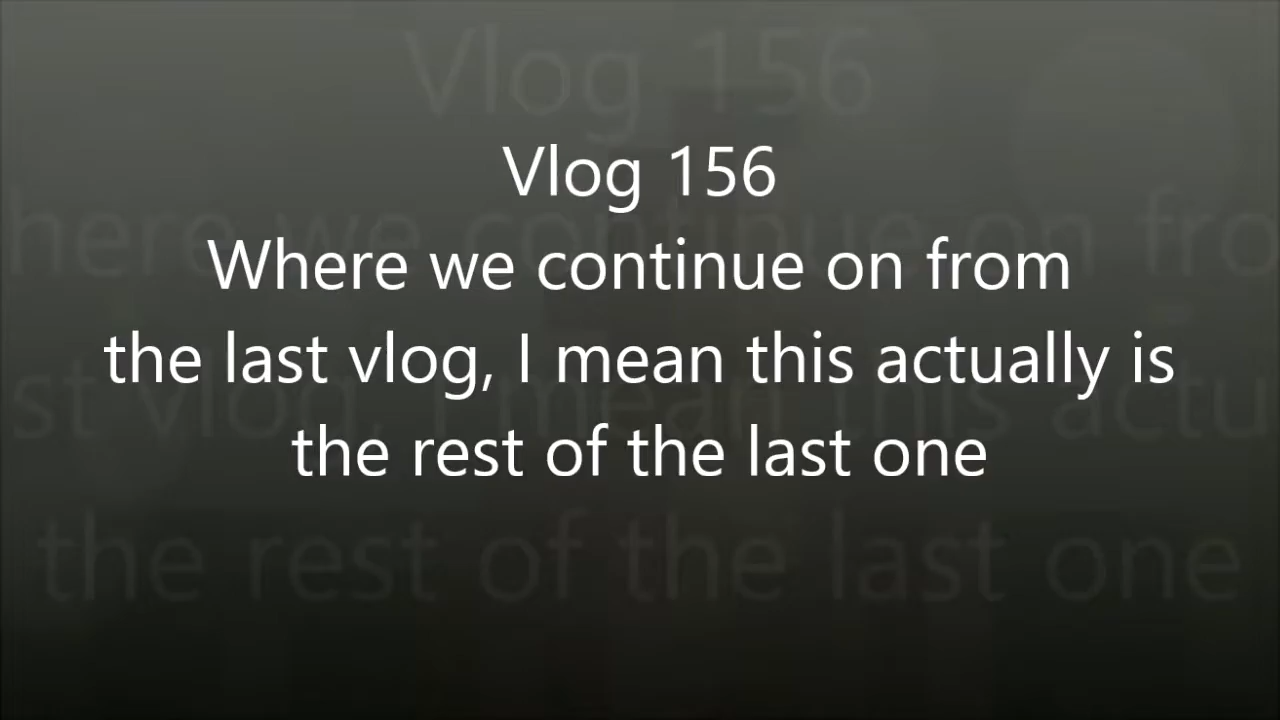 Vlog 156
Where we continue on from
the last vlog, I mean this actually is
the rest of the last one